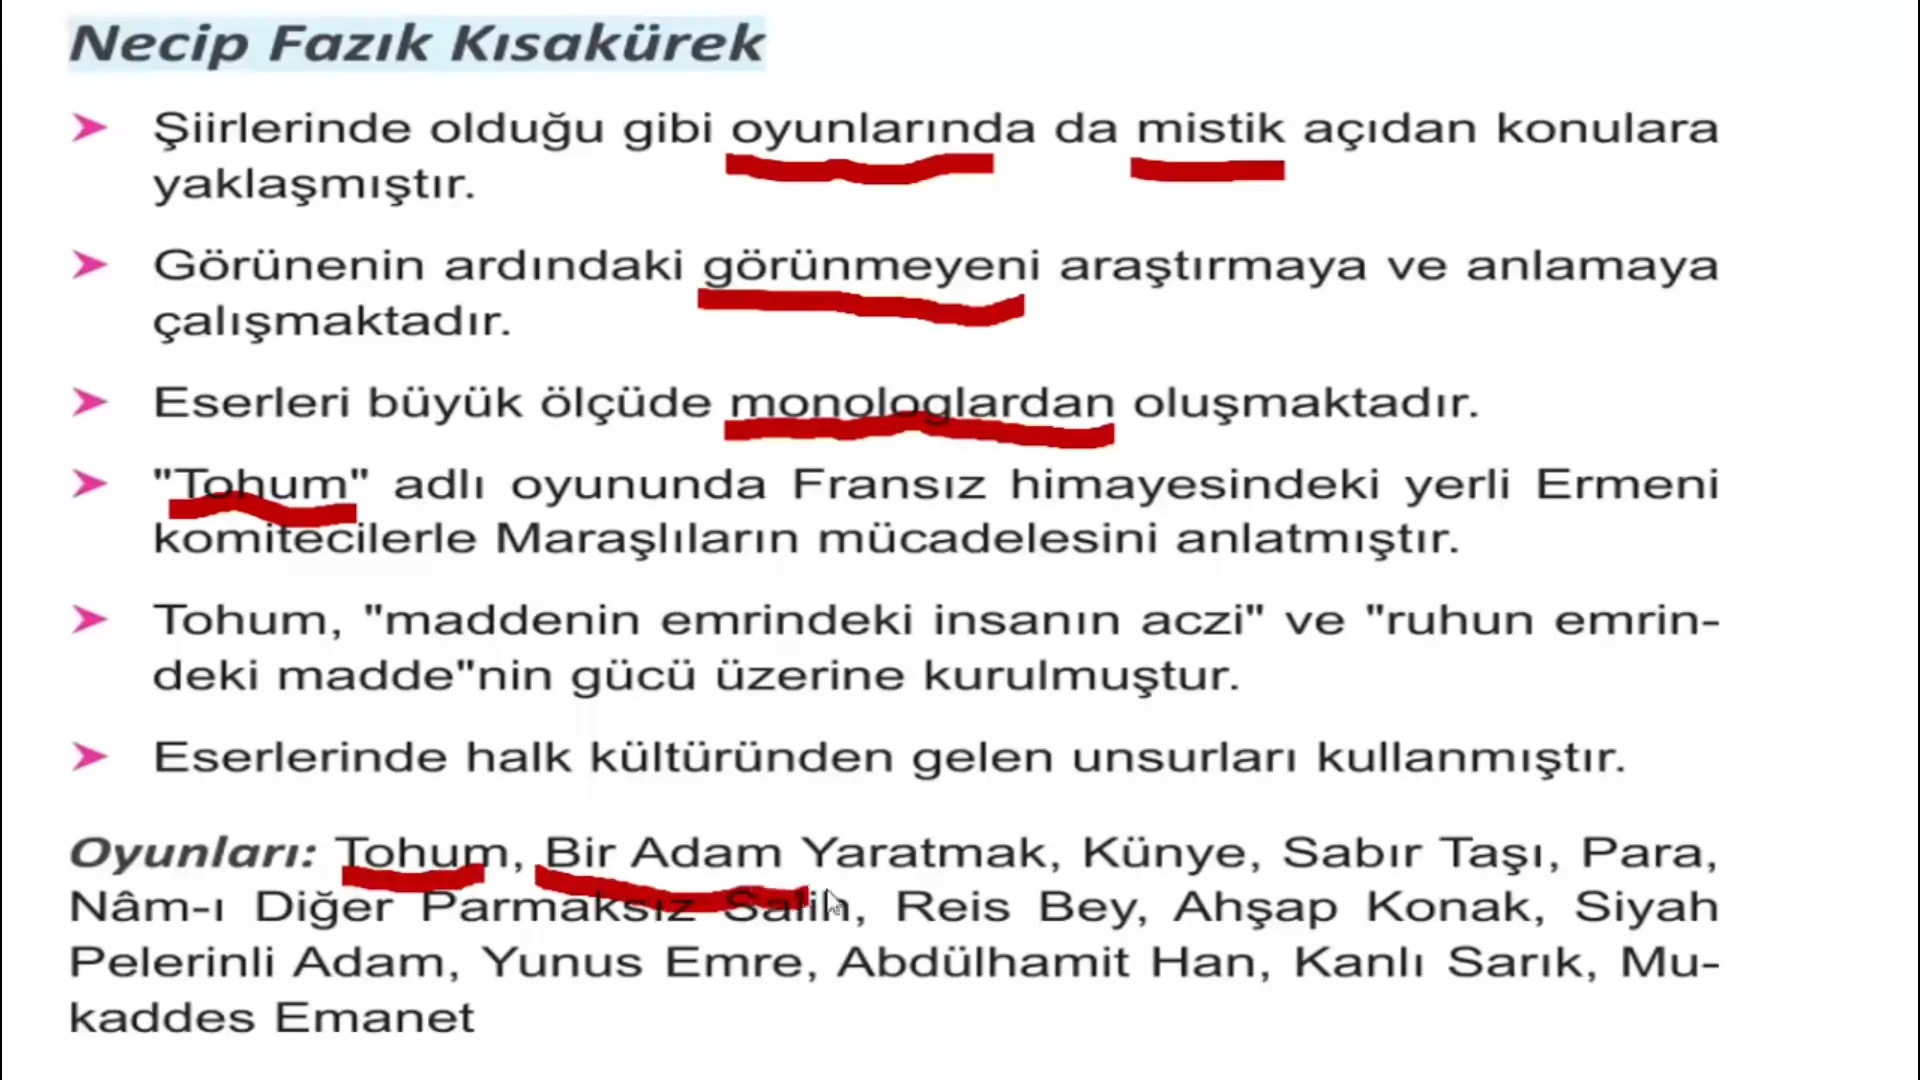 Necip Fazık Kısakürek
➤ Şiirlerinde olduğu gibi oyunlarında da mistik açıdan konulara
yaklaşmıştır.
➤ Görünenin ardındaki görünmeyeni araştırmaya ve anlamaya
çalışmaktadır.
➤ Eserleri büyük ölçüde monologlardan oluşmaktadır.
➤ "Tohum" adlı oyununda Fransız himayesindeki yerli Ermeni
komitecilerle Maraşlıların mücadelesini anlatmıştır.
➤ Tohum, "maddenin emrindeki insanın aczi" ve "ruhun emrin-
deki madde"nin gücü üzerine kurulmuştur.
➤ Eserlerinde halk kültüründen gelen unsurları kullanmıştır.
Oyunları: Tohum, Bir Adam Yaratmak, Künye, Sabır Taşı, Para,
Nâm-ı Diğer Parmaksız Salih, Reis Bey, Ahşap Konak, Siyah
Pelerinli Adam, Yunus Emre, Abdülhamit Han, Kanlı Sarık, Mu-
kaddes Emanet